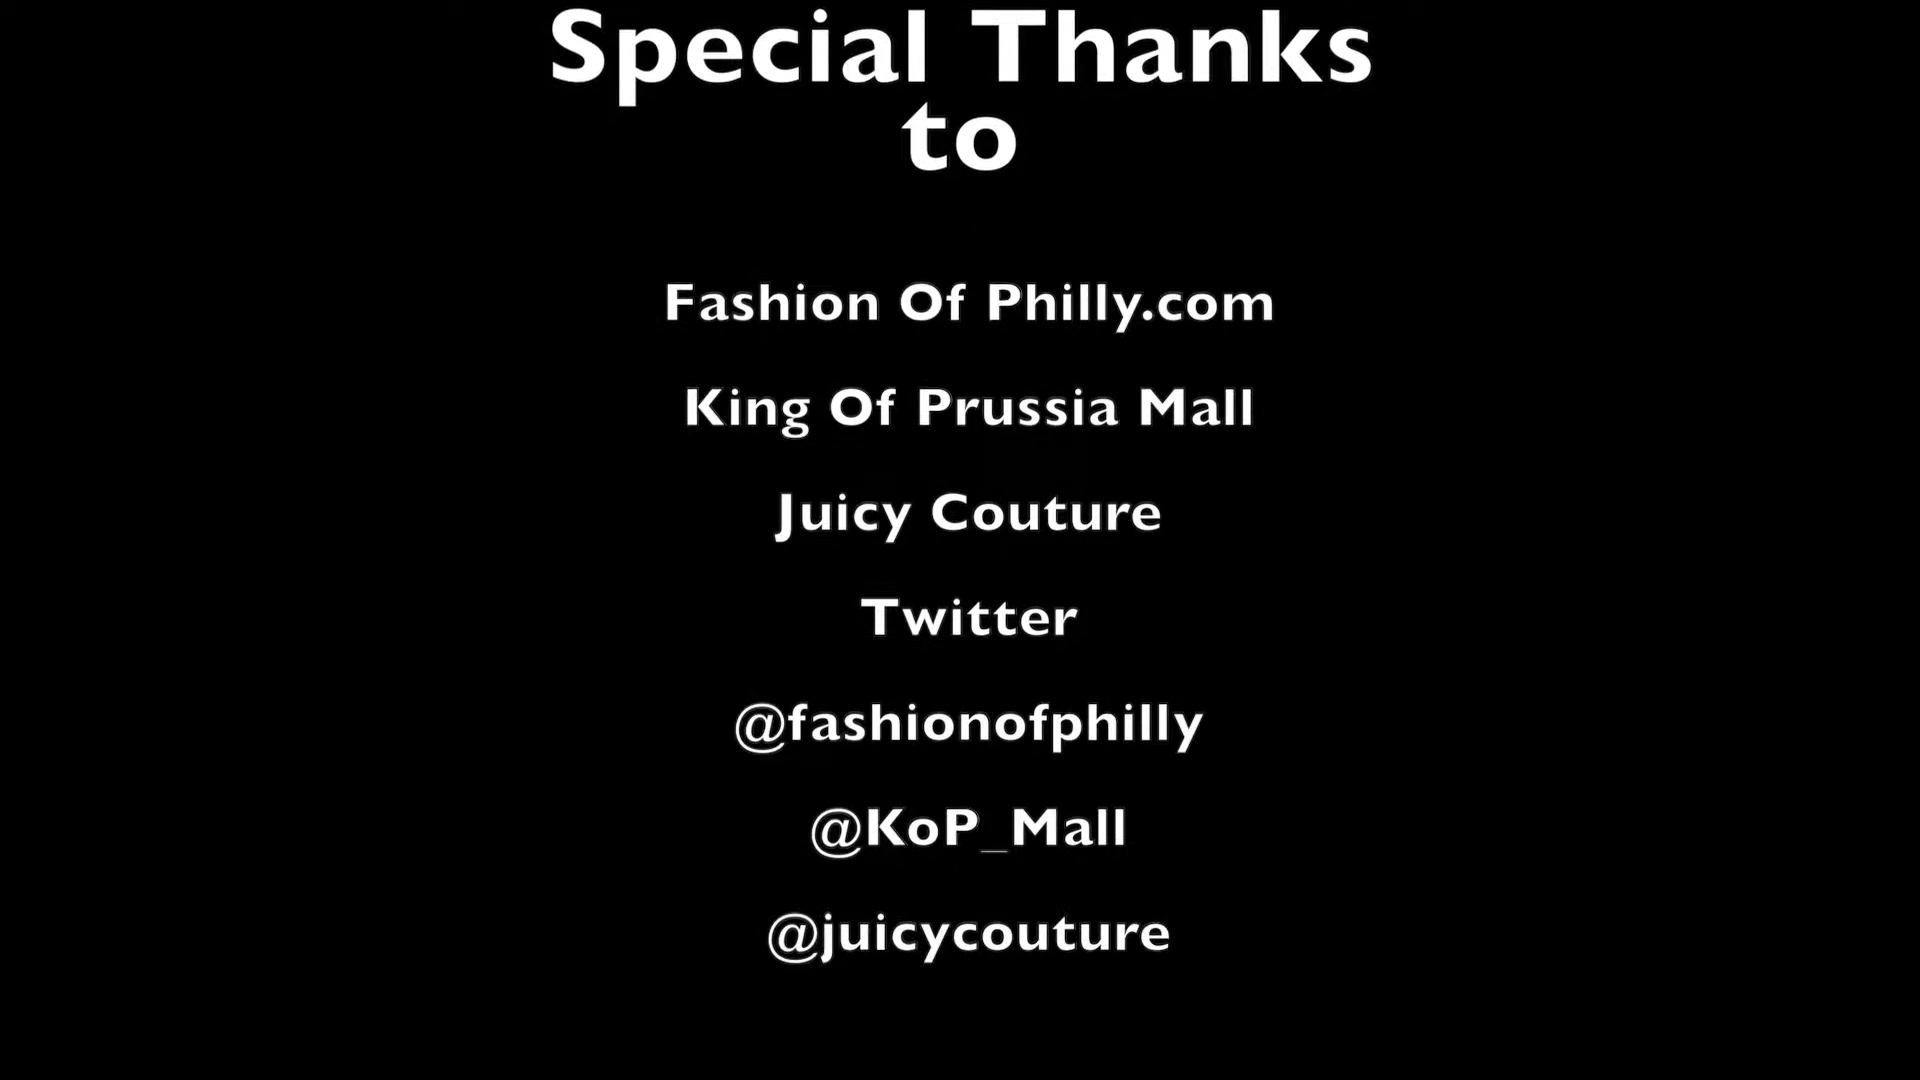 Special Thanks
to
Fashion Of Philly.com
King Of Prussia Mall
Juicy Couture
Twitter
@fashionofphilly
@KoP_Mall
@juicycouture